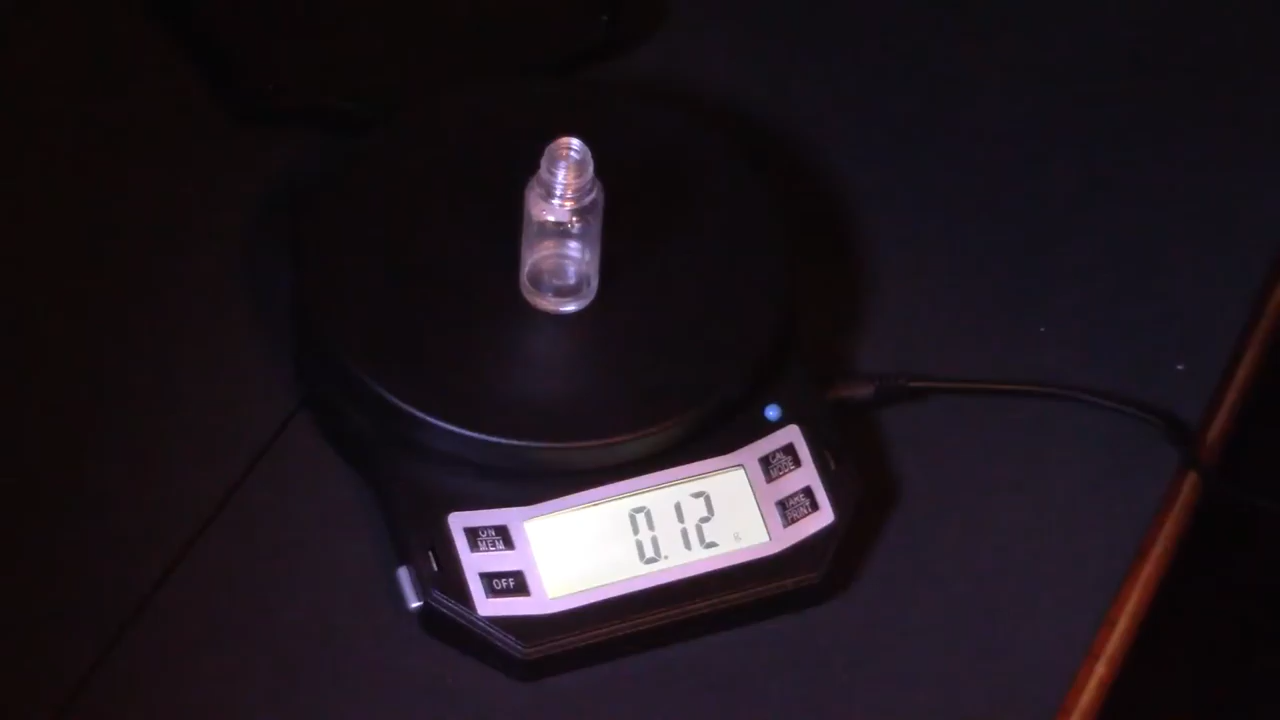 CAL
MODE
TARE
PRINT
0.12 g
ON
MEM
OFF